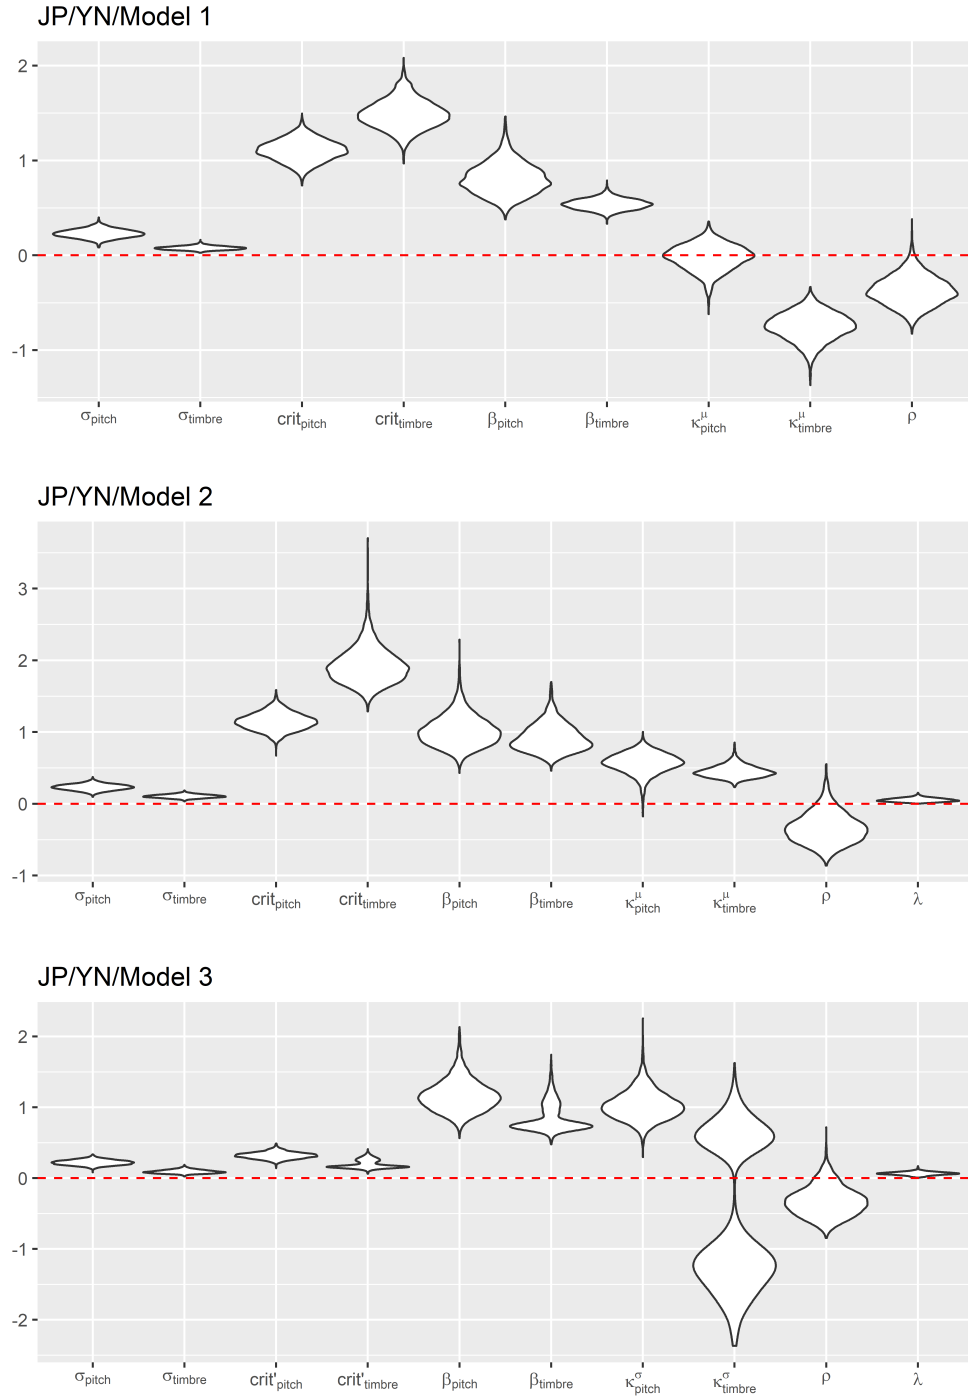 JP/YN/Model 1
2
1
0
-1
σpitch σtimbre critpitch crittimbre βpitch βtimbre κμpitch κμtimbre ρ
JP/YN/Model 2
3
2
1
0
-1
σpitch σtimbre critpitch crittimbre βpitch βtimbre κμpitch κμtimbre ρ λ
JP/YN/Model 3
2
1
0
-1
-2
σpitch σtimbre crit'pitch crit'timbre βpitch βtimbre κσpitch κσtimbre ρ λ